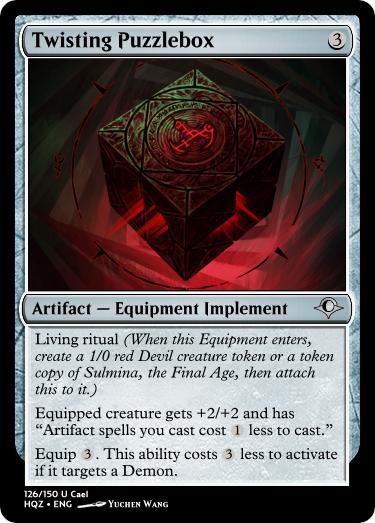 Twisting Puzzlebox 3
Artifact — Equipment Implement
Living ritual (When this Equipment enters,
create a 1/0 red Devil creature token or a token
copy of Sulmina, the Final Age, then attach
this to it.)
Equipped creature gets +2/+2 and has
“Artifact spells you cast cost 1 less to cast.”
Equip 3. This ability costs 3 less to activate
if it targets a Demon.
126/150 U Cael
HQZ • ENG Yuchen Wang